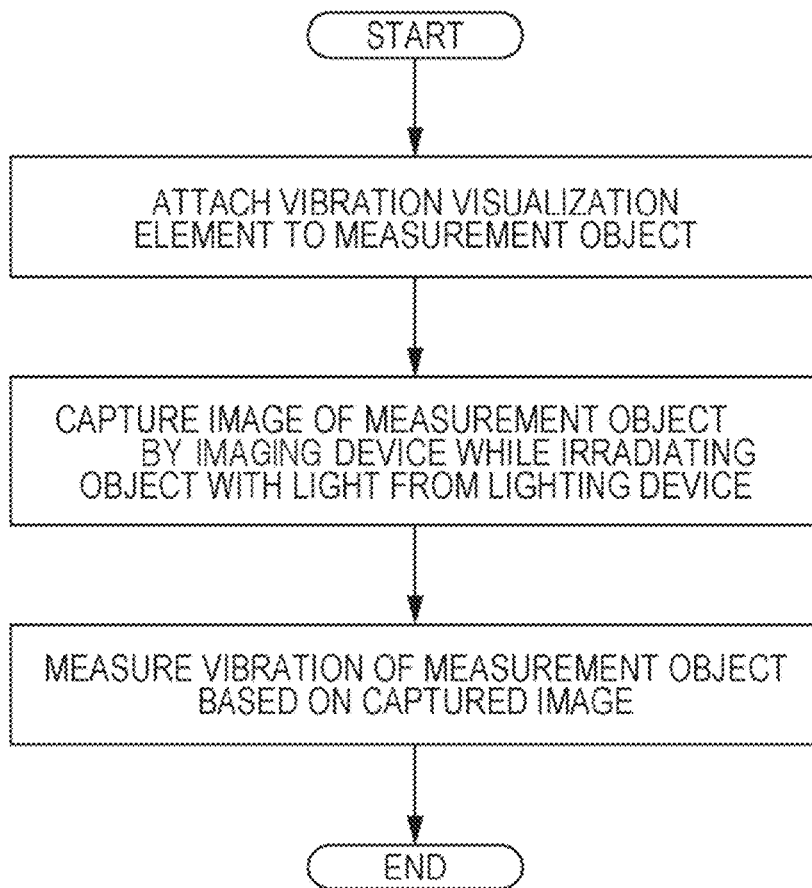 START
ATTACH VIBRATION VISUALIZATION
ELEMENT TO MEASUREMENT OBJECT
CAPTURE IMAGE OF MEASUREMENT OBJECT
BY IMAGING DEVICE WHILE IRRADIATING
OBJECT WITH LIGHT FROM LIGHTING DEVICE
MEASURE VIBRATION OF MEASUREMENT OBJECT
BASED ON CAPTURED IMAGE
END